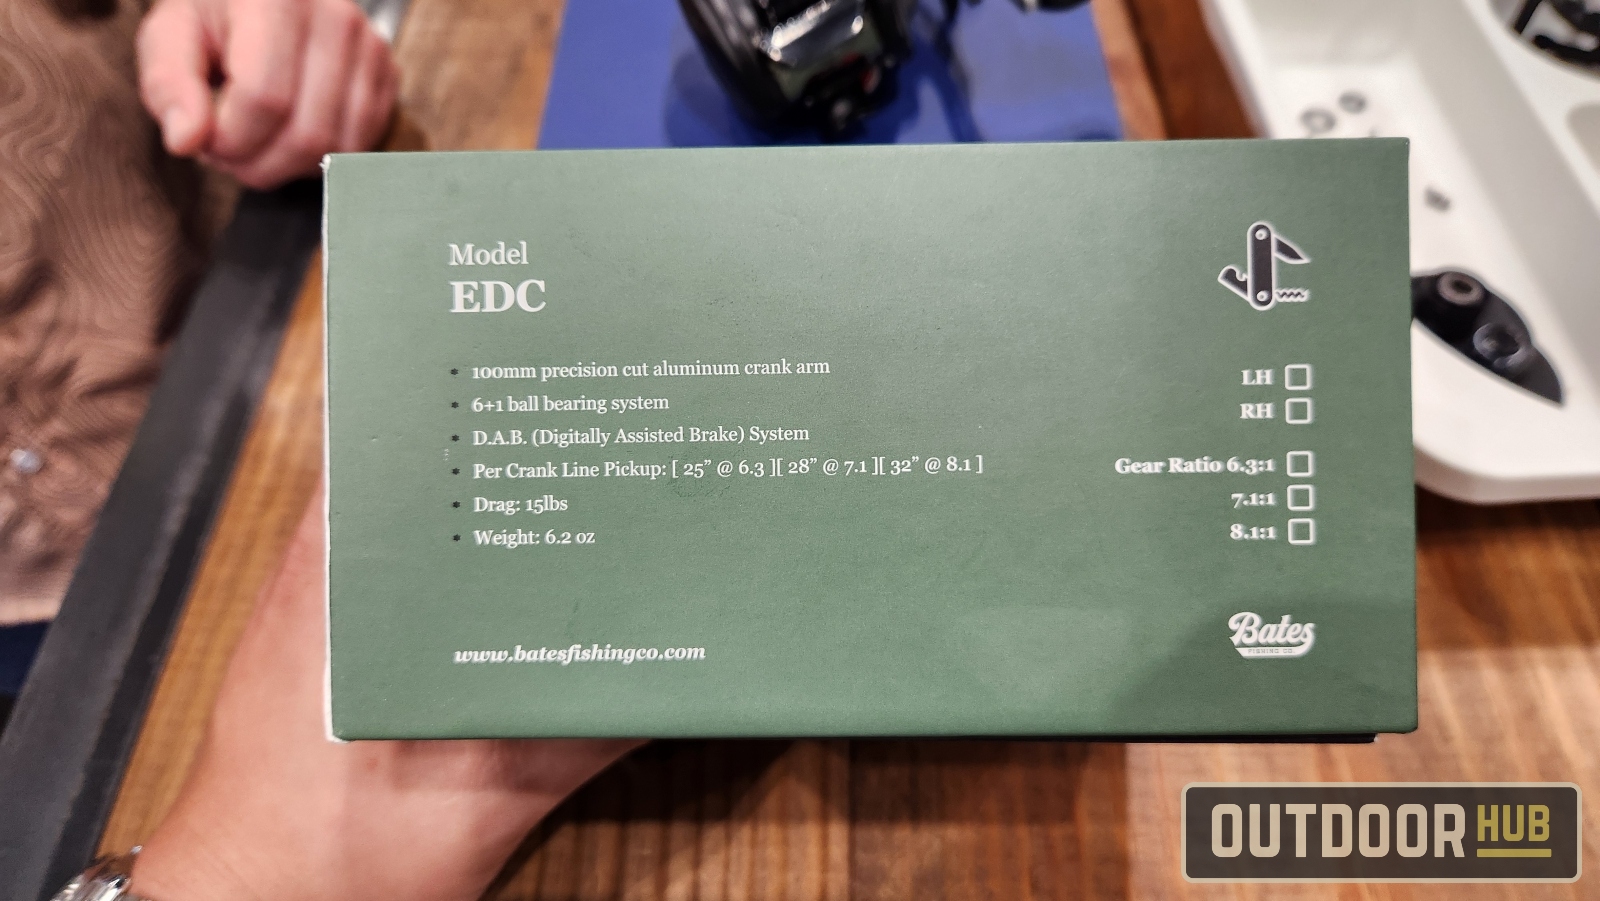 Model
EDC
100mm precision cut aluminum crank arm
6+1 ball bearing system
D.A.B. (Digitally Assisted Brake) System
Per Crank Line Pickup: [ 25” @ 6.3 ][ 28” @ 7.1 ][ 32” @ 8.1 ]
Drag: 15lbs
Weight: 6.2 oz
LH
RH
Gear Ratio 6.3:1
7.1:1
8.1:1
www.batesfishingco.com
Bates
FISHING CO.
OUTDOOR HUB